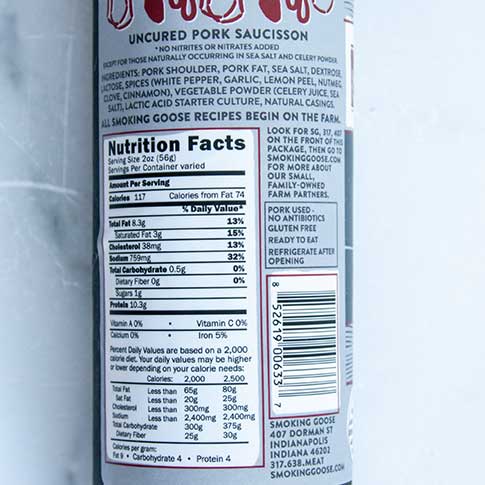 UNCURED PORK SAUCISSON
*NO NITRITES OR NITRATES ADDED
EXCEPT FOR THOSE NATURALLY OCCURRING IN SEA SALT AND CELERY POWDER.
INGREDIENTS: PORK SHOULDER, PORK FAT, SEA SALT, DEXTROSE,
LACTOSE, SPICES (WHITE PEPPER, GARLIC, LEMON PEEL, NUTMEG,
CLOVE, CINNAMON), VEGETABLE POWDER (CELERY JUICE, SEA
SALT), LACTIC ACID STARTER CULTURE, NATURAL CASINGS.
ALL SMOKING GOOSE RECIPES BEGIN ON THE FARM.
Nutrition Facts
Serving Size 2oz (56g)
Servings Per Container varied
Amount Per Serving
Calories 117 Calories from Fat 74
% Daily Value*
Total Fat 8.3g 13%
Saturated Fat 3g 15%
Cholesterol 38mg 13%
Sodium 759mg 32%
Total Carbohydrate 0.5g 0%
Dietary Fiber 0g 0%
Sugars 1g
Protein 10.3g
Vitamin A 0% • Vitamin C 0%
Calcium 0% • Iron 5%
Percent Daily Values are based on a 2,000
calorie diet. Your daily values may be higher
or lower depending on your calorie needs:
Calories: 2,000 2,500
Total Fat Less than 65g 80g
Sat Fat Less than 20g 25g
Cholesterol Less than 300mg 300mg
Sodium Less than 2,400mg 2,400mg
Total Carbohydrate 300g 375g
Dietary Fiber 25g 30g
Calories per gram:
Fat 9 • Carbohydrate 4 • Protein 4
LOOK FOR SG, 317, 407
ON THE FRONT OF THIS
PACKAGE, THEN GO TO
SMOKINGGOOSE.COM
FOR MORE ABOUT
OUR SMALL,
FAMILY-OWNED
FARM PARTNERS.
PORK USED -
NO ANTIBIOTICS
GLUTEN FREE
READY TO EAT
REFRIGERATE AFTER
OPENING
8 52619 00633 7
SMOKING GOOSE
407 DORMAN ST
INDIANAPOLIS
INDIANA 46202
317.638.MEAT
SMOKINGGOOSE.COM